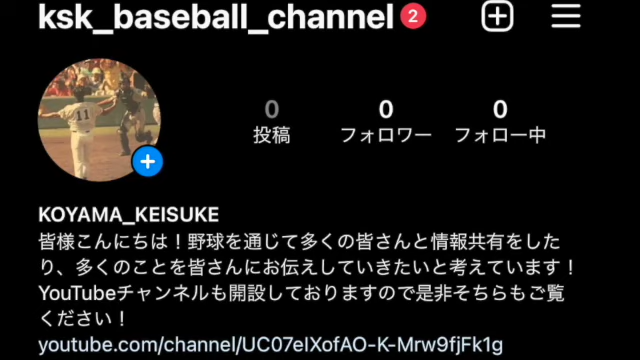 ksk_baseball_channel 2
11
0 0 0
投稿 フォロワー フォロー中
KOYAMA_KEISUKE
皆様こんにちは！野球を通じて多くの皆さんと情報共有をした
り、多くのことを皆さんにお伝えしていきたいと考えています！
YouTubeチャンネルも開設しておりますので是非そちらもご覧
ください！
youtube.com/channel/UC07eIXofAO-K-Mrw9fjFk1g